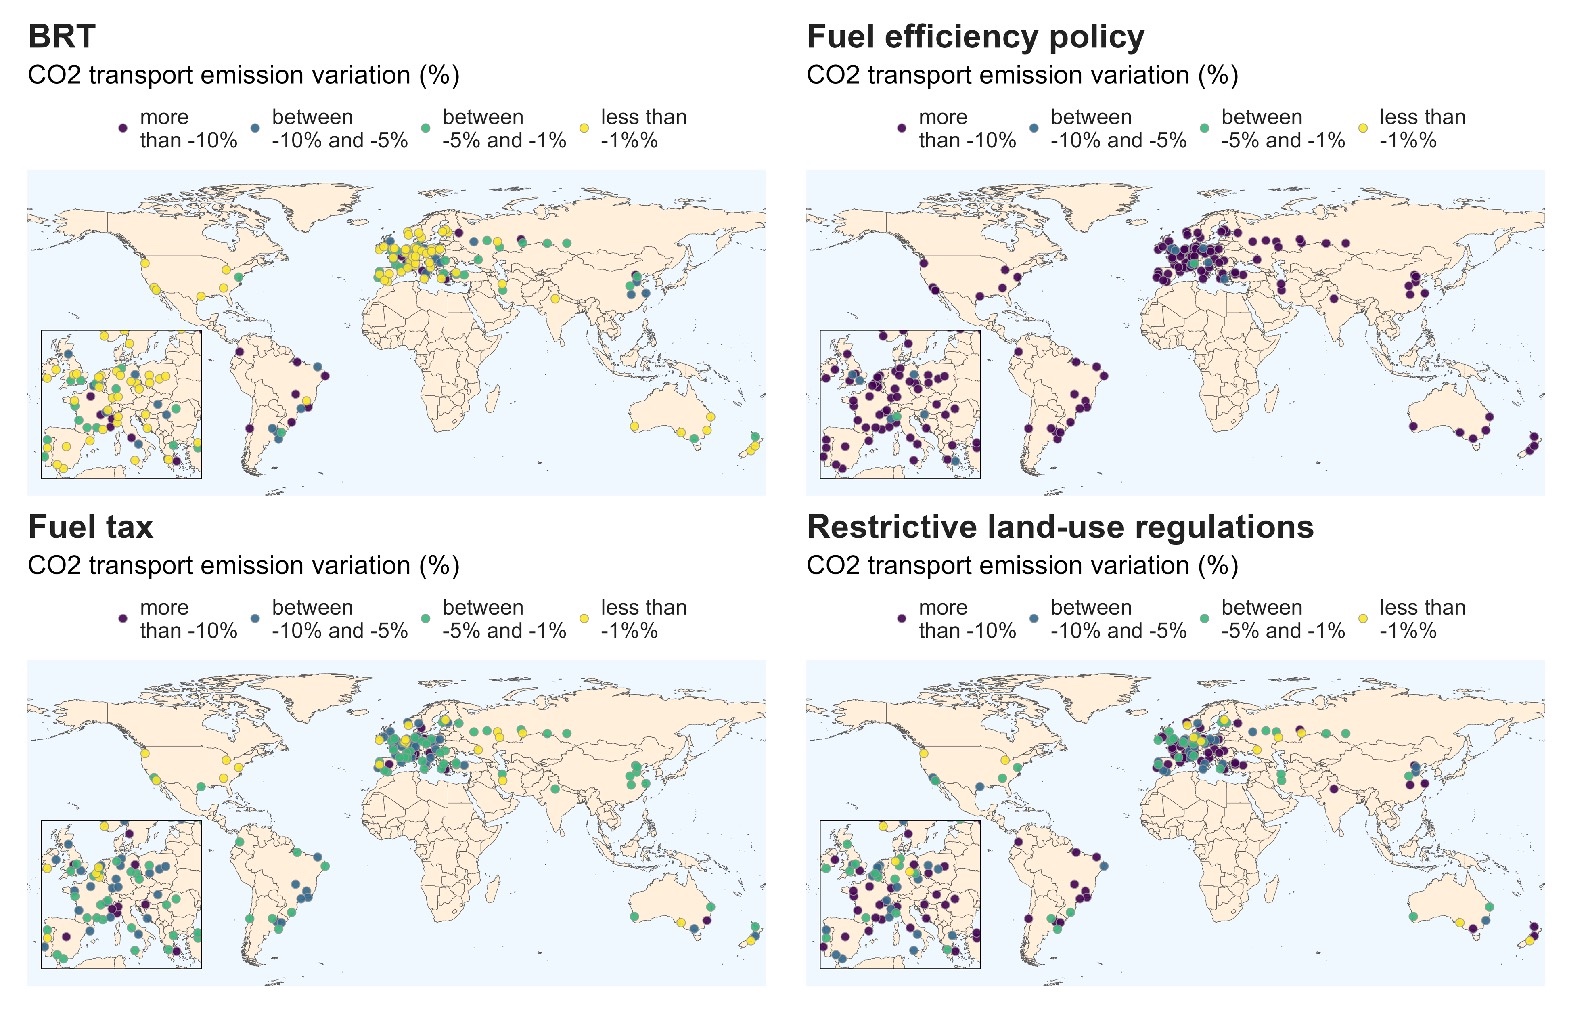 BRT
CO2 transport emission variation (%)
more than -10%
between -10% and -5%
between -5% and -1%
less than -1%%
Fuel efficiency policy
CO2 transport emission variation (%)
more than -10%
between -10% and -5%
between -5% and -1%
less than -1%%
Fuel tax
CO2 transport emission variation (%)
more than -10%
between -10% and -5%
between -5% and -1%
less than -1%%
Restrictive land-use regulations
CO2 transport emission variation (%)
more than -10%
between -10% and -5%
between -5% and -1%
less than -1%%